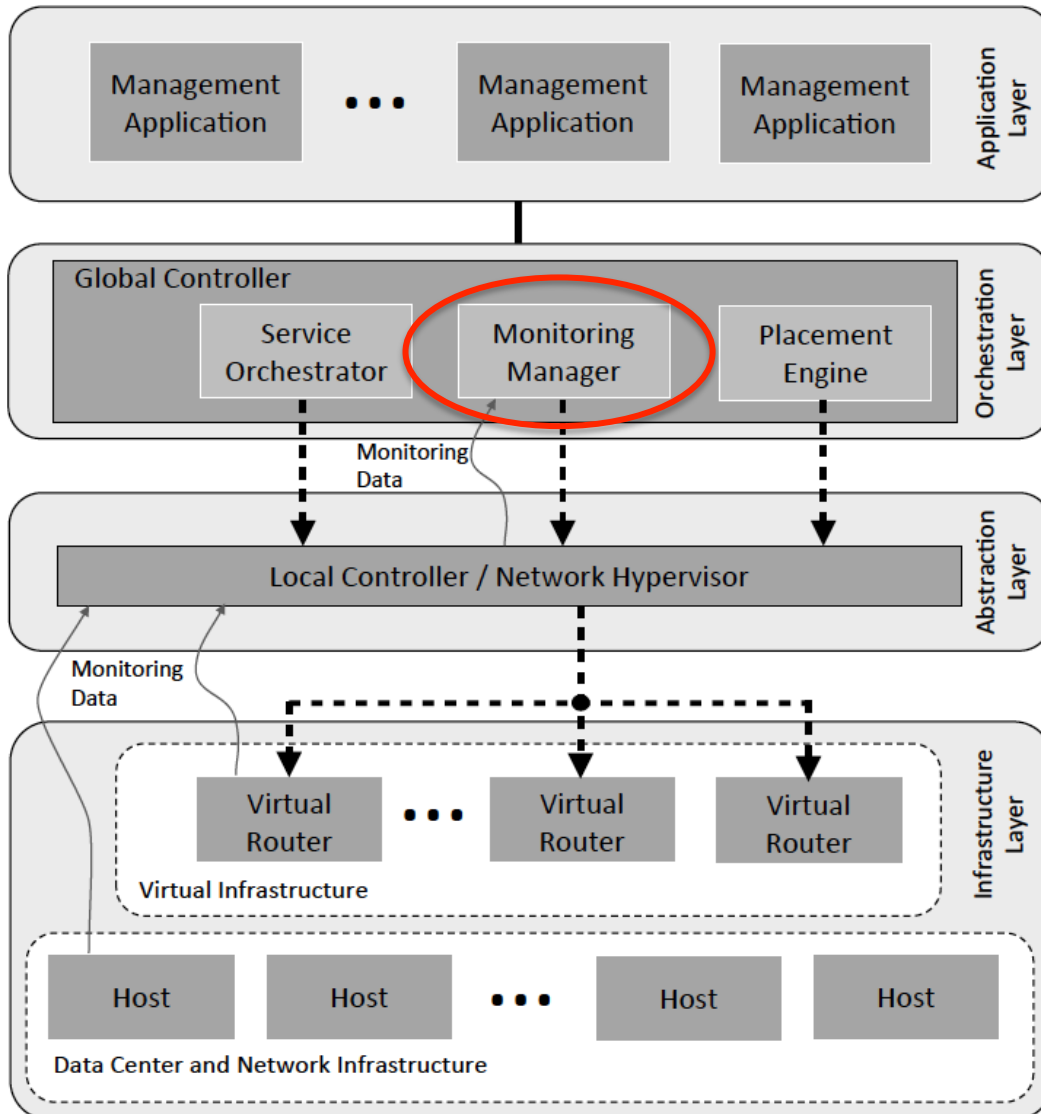 Management
Application
Management
Application
Management
Application
Application
Layer
Global Controller
Service
Orchestrator
Monitoring
Manager
Placement
Engine
Orchestration
Layer
Monitoring
Data
Local Controller / Network Hypervisor
Abstraction
Layer
Monitoring
Data
Virtual
Router
Virtual
Router
Virtual
Router
Virtual Infrastructure
Infrastructure
Layer
Host
Host
Host
Host
Data Center and Network Infrastructure